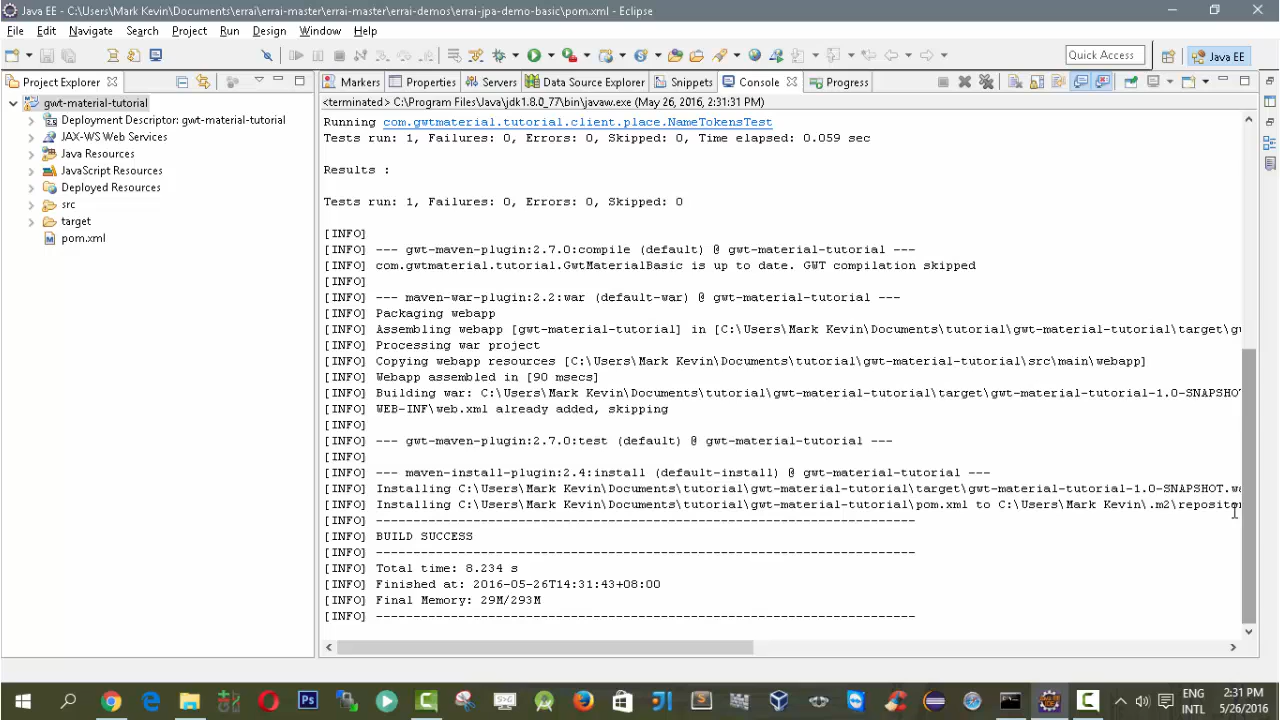 Java EE - C:\Users\Mark Kevin\Documents\errai\errai-master\errai-master\errai-demos\errai-jpa-demo-basic\pom.xml - Eclipse
File Edit Navigate Search Project Run Design Window Help
Quick Access
Java EE
Project Explorer
Markers Properties Servers Data Source Explorer Snippets Console Progress
gwt-material-tutorial
Deployment Descriptor: gwt-material-tutorial
JAX-WS Web Services
Java Resources
JavaScript Resources
Deployed Resources
src
target
pom.xml
<terminated> C:\Program Files\Java\jdk1.8.0_77\bin\javaw.exe (May 26, 2016, 2:31:31 PM)
Running com.gwtmaterial.tutorial.client.place.NameTokensTest
Tests run: 1, Failures: 0, Errors: 0, Skipped: 0, Time elapsed: 0.059 sec
Results :
Tests run: 1, Failures: 0, Errors: 0, Skipped: 0
[INFO]
[INFO] --- gwt-maven-plugin:2.7.0:compile (default) @ gwt-material-tutorial ---
[INFO] com.gwtmaterial.tutorial.GwtMaterialBasic is up to date. GWT compilation skipped
[INFO]
[INFO] --- maven-war-plugin:2.2:war (default-war) @ gwt-material-tutorial ---
[INFO] Packaging webapp
[INFO] Assembling webapp [gwt-material-tutorial] in [C:\Users\Mark Kevin\Documents\tutorial\gwt-material-tutorial\target\gw
[INFO] Processing war project
[INFO] Copying webapp resources [C:\Users\Mark Kevin\Documents\tutorial\gwt-material-tutorial\src\main\webapp]
[INFO] Webapp assembled in [90 msecs]
[INFO] Building war: C:\Users\Mark Kevin\Documents\tutorial\gwt-material-tutorial\target\gwt-material-tutorial-1.0-SNAPSHOT
[INFO] WEB-INF\web.xml already added, skipping
[INFO]
[INFO] --- gwt-maven-plugin:2.7.0:test (default) @ gwt-material-tutorial ---
[INFO]
[INFO] --- maven-install-plugin:2.4:install (default-install) @ gwt-material-tutorial ---
[INFO] Installing C:\Users\Mark Kevin\Documents\tutorial\gwt-material-tutorial\target\gwt-material-tutorial-1.0-SNAPSHOT.wa
[INFO] Installing C:\Users\Mark Kevin\Documents\tutorial\gwt-material-tutorial\pom.xml to C:\Users\Mark Kevin\.m2\repositor
[INFO] ------------------------------------------------------------------------
[INFO] BUILD SUCCESS
[INFO] ------------------------------------------------------------------------
[INFO] Total time: 8.234 s
[INFO] Finished at: 2016-05-26T14:31:43+08:00
[INFO] Final Memory: 29M/293M
[INFO] ------------------------------------------------------------------------
ENG
INTL
2:31 PM
5/26/2016